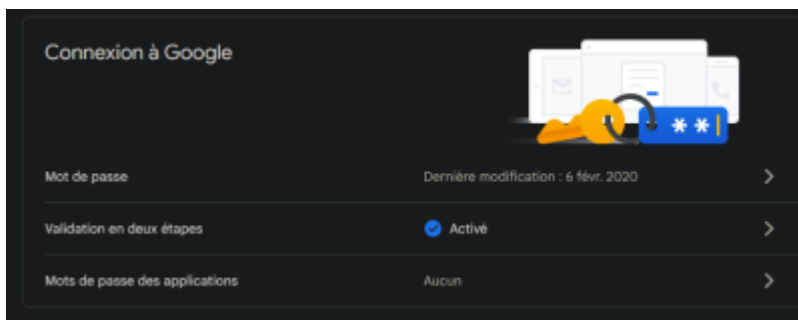 Connexion à Google
**
Mot de passe
Dernière modification : 6 févr. 2020
Validation en deux étapes
Activé
Mots de passe des applications
Aucun